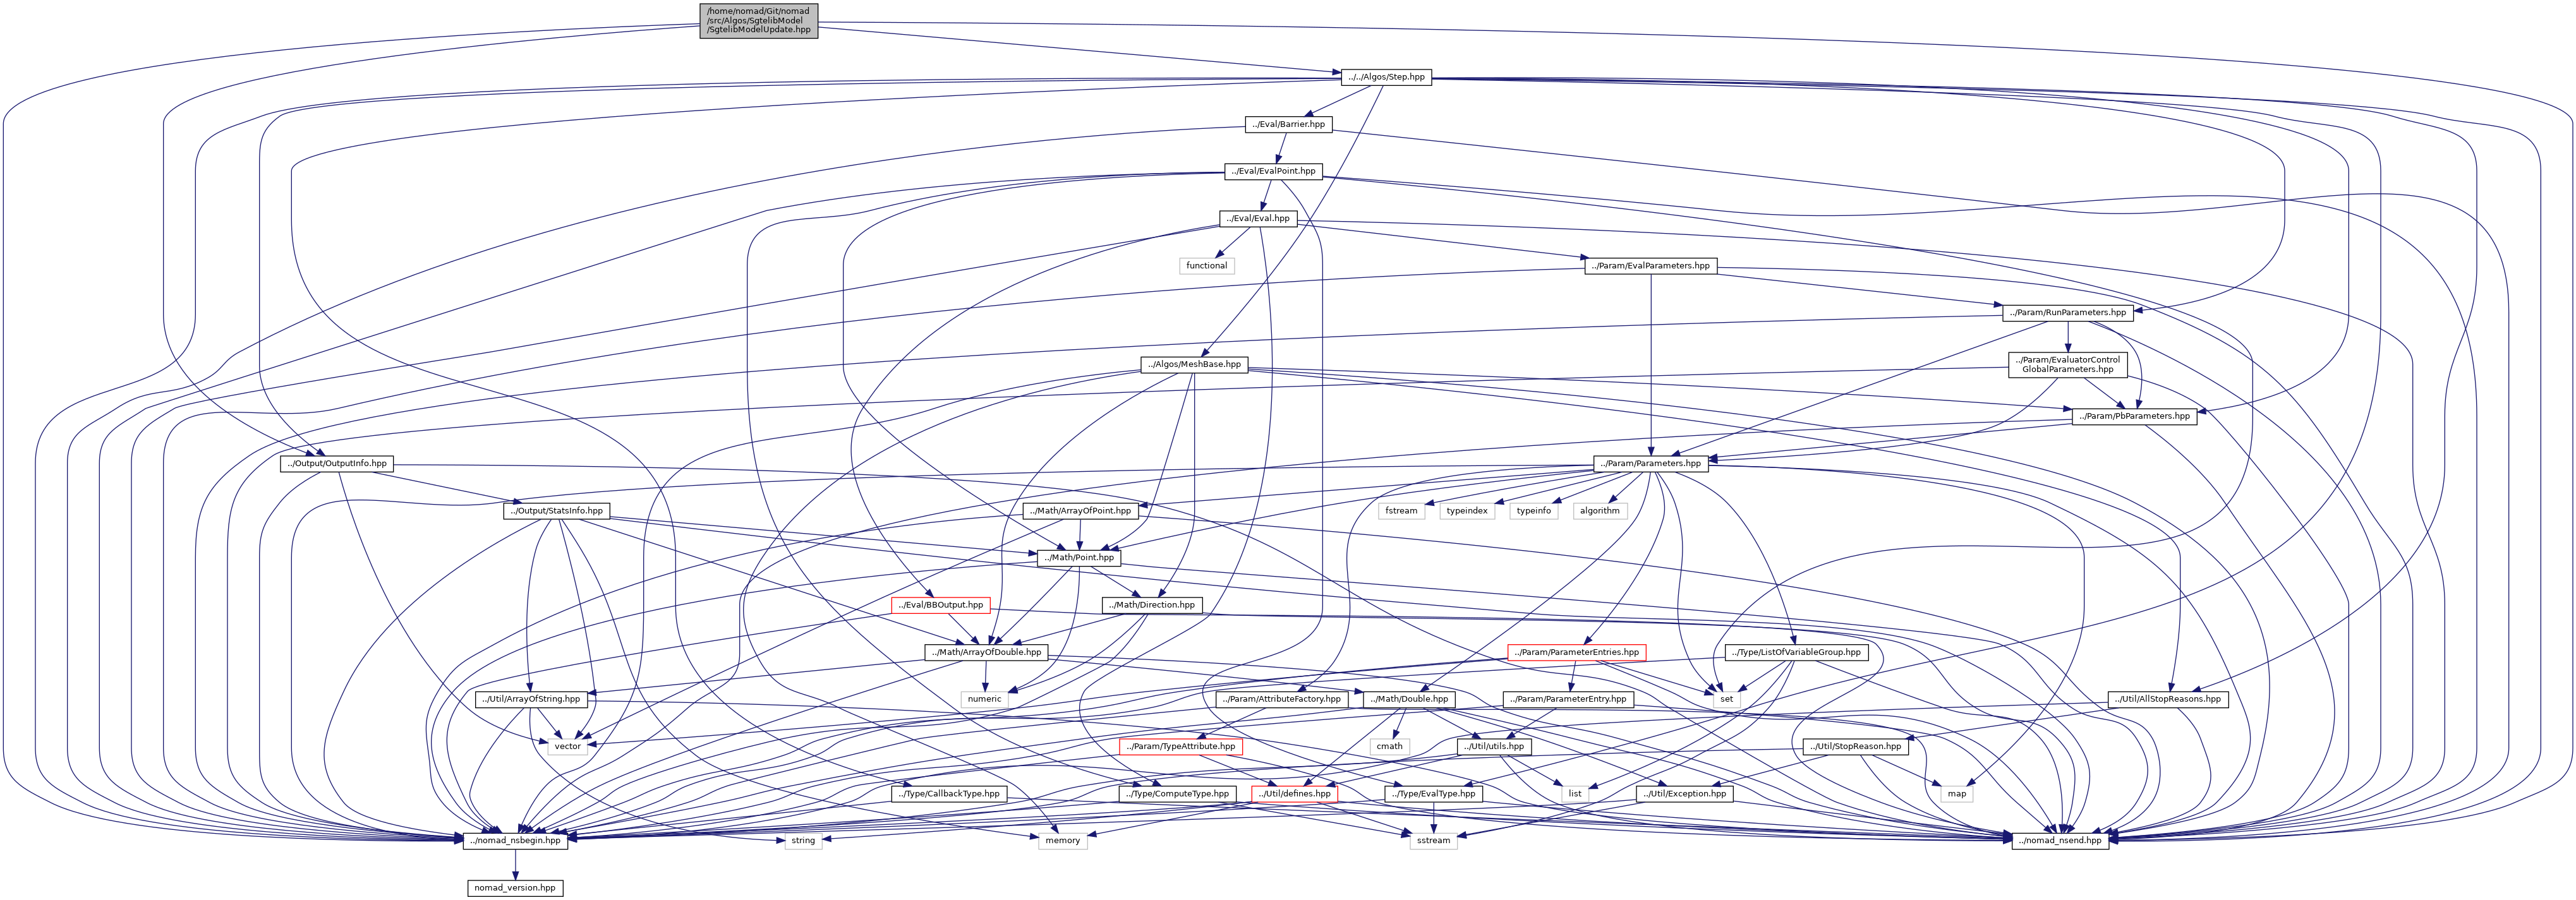 /home/nomad/Git/nomad
/src/Algos/SgtelibModel
/SgtelibModelUpdate.hpp
../../Algos/Step.hpp
../Eval/Barrier.hpp
../Eval/EvalPoint.hpp
../Eval/Eval.hpp
functional
../Param/EvalParameters.hpp
../Param/RunParameters.hpp
../Algos/MeshBase.hpp
../Param/EvaluatorControl
GlobalParameters.hpp
../Param/PbParameters.hpp
../Output/OutputInfo.hpp
../Param/Parameters.hpp
../Output/StatsInfo.hpp
../Math/ArrayOfPoint.hpp
fstream
typeindex
typeinfo
algorithm
../Math/Point.hpp
../Eval/BBOutput.hpp
../Math/Direction.hpp
../Math/ArrayOfDouble.hpp
../Param/ParameterEntries.hpp
../Type/ListOfVariableGroup.hpp
../Util/ArrayOfString.hpp
numeric
../Param/AttributeFactory.hpp
../Math/Double.hpp
../Param/ParameterEntry.hpp
set
../Util/AllStopReasons.hpp
vector
../Param/TypeAttribute.hpp
cmath
../Util/utils.hpp
../Util/StopReason.hpp
../Type/CallbackType.hpp
../Type/ComputeType.hpp
../Util/defines.hpp
../Type/EvalType.hpp
list
../Util/Exception.hpp
map
../nomad_nsbegin.hpp
string
memory
sstream
../nomad_nsend.hpp
nomad_version.hpp